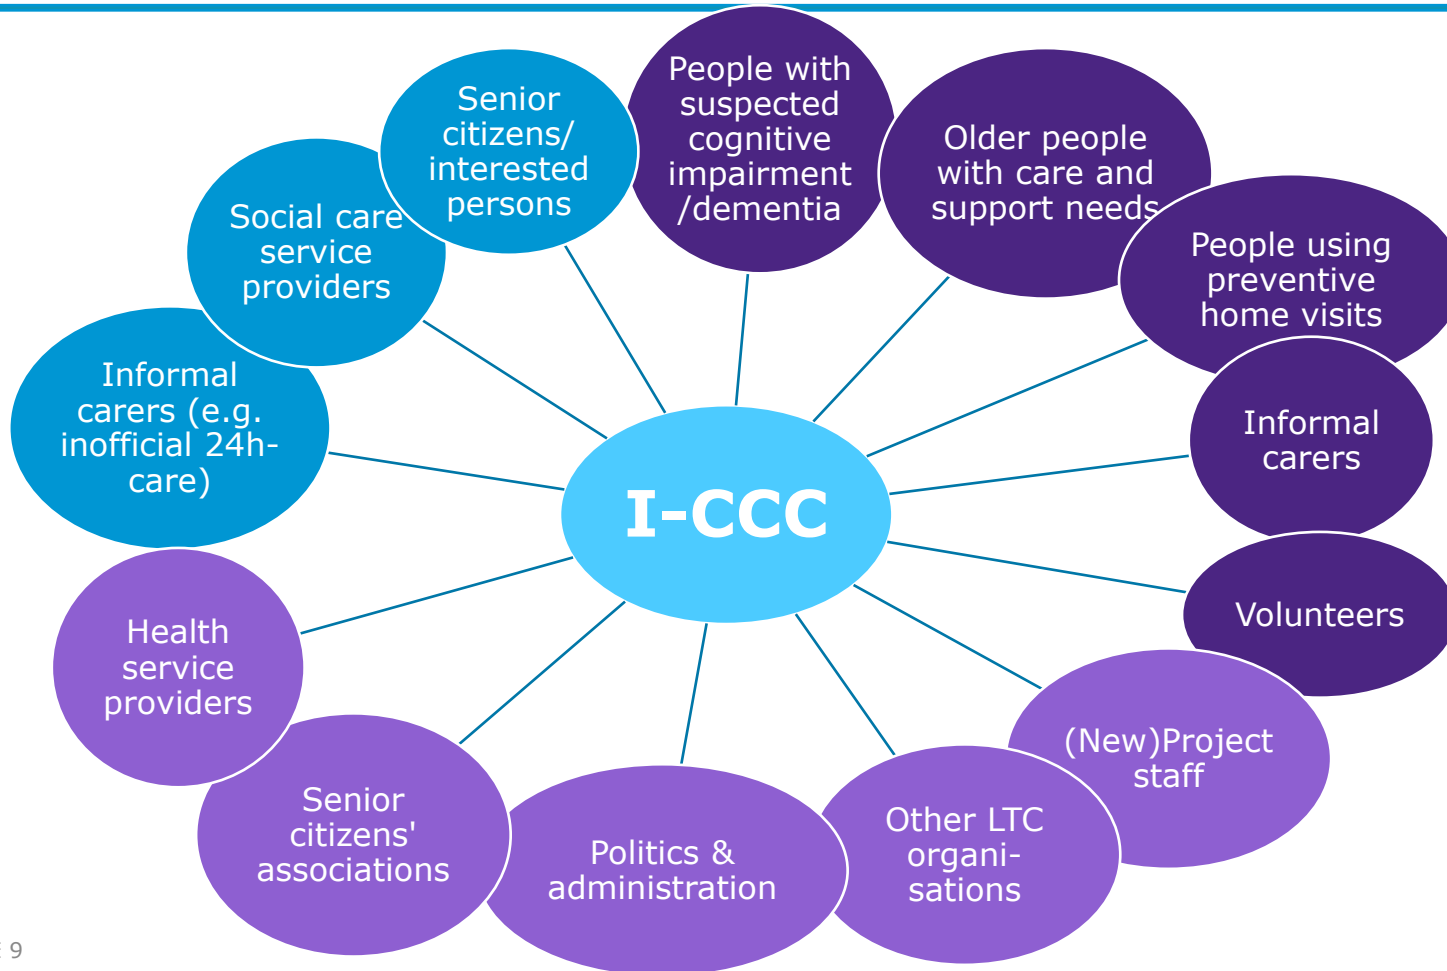 People with
suspected
cognitive
impairment
/dementia
Older people
with care and
support needs
People using
preventive
home visits
Informal
carers
Volunteers
(New)Project
staff
Other LTC
organi-
sations
Politics &
administration
Senior
citizens'
associations
Health
service
providers
Informal
carers (e.g.
inofficial 24h-
care)
Social care
service
providers
Senior
citizens/
interested
persons
I-CCC
9